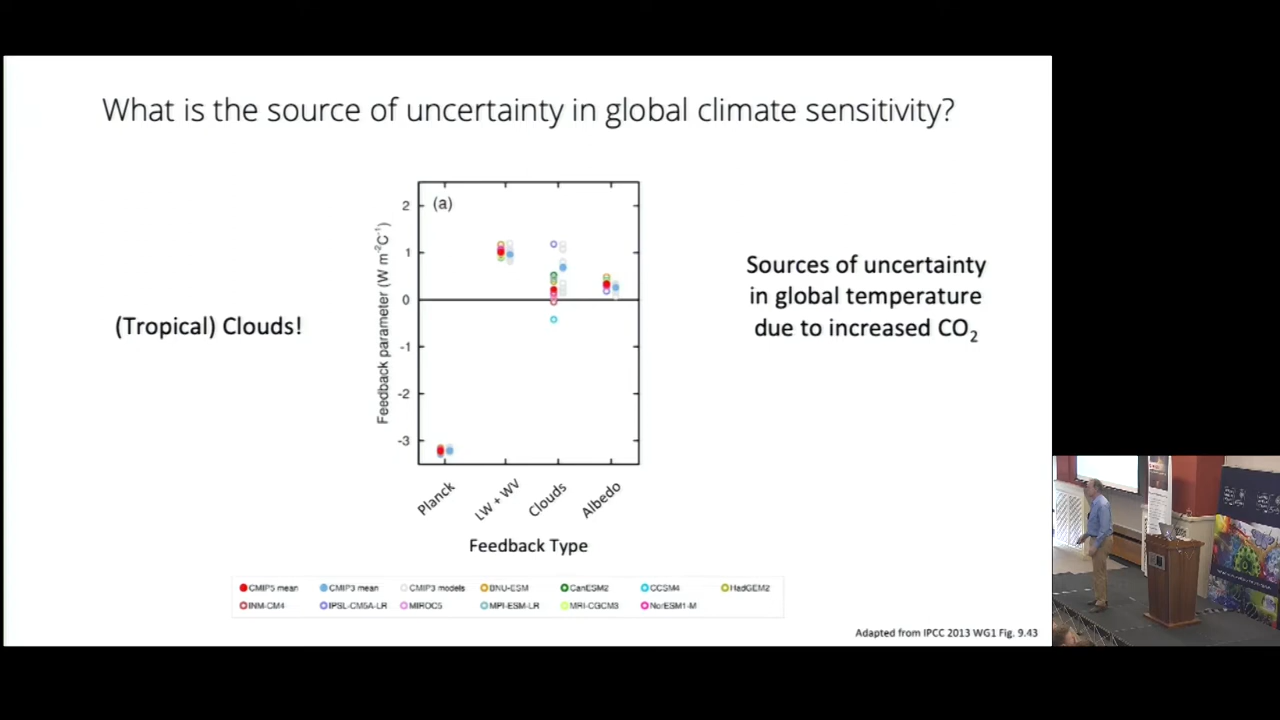 What is the source of uncertainty in global climate sensitivity?
(Tropical) Clouds!
(a)
Feedback parameter (W m-2°C-1)
2
1
0
-1
-2
-3
Planck
LW + WV
Clouds
Albedo
Feedback Type
Sources of uncertainty
in global temperature
due to increased CO2
CMIP5 mean
CMIP3 mean
CMIP3 models
BNU-ESM
CanESM2
CCSM4
HadGEM2
INM-CM4
IPSL-CM5A-LR
MIROC5
MPI-ESM-LR
MRI-CGCM3
NorESM1-M
Adapted from IPCC 2013 WG1 Fig. 9.43